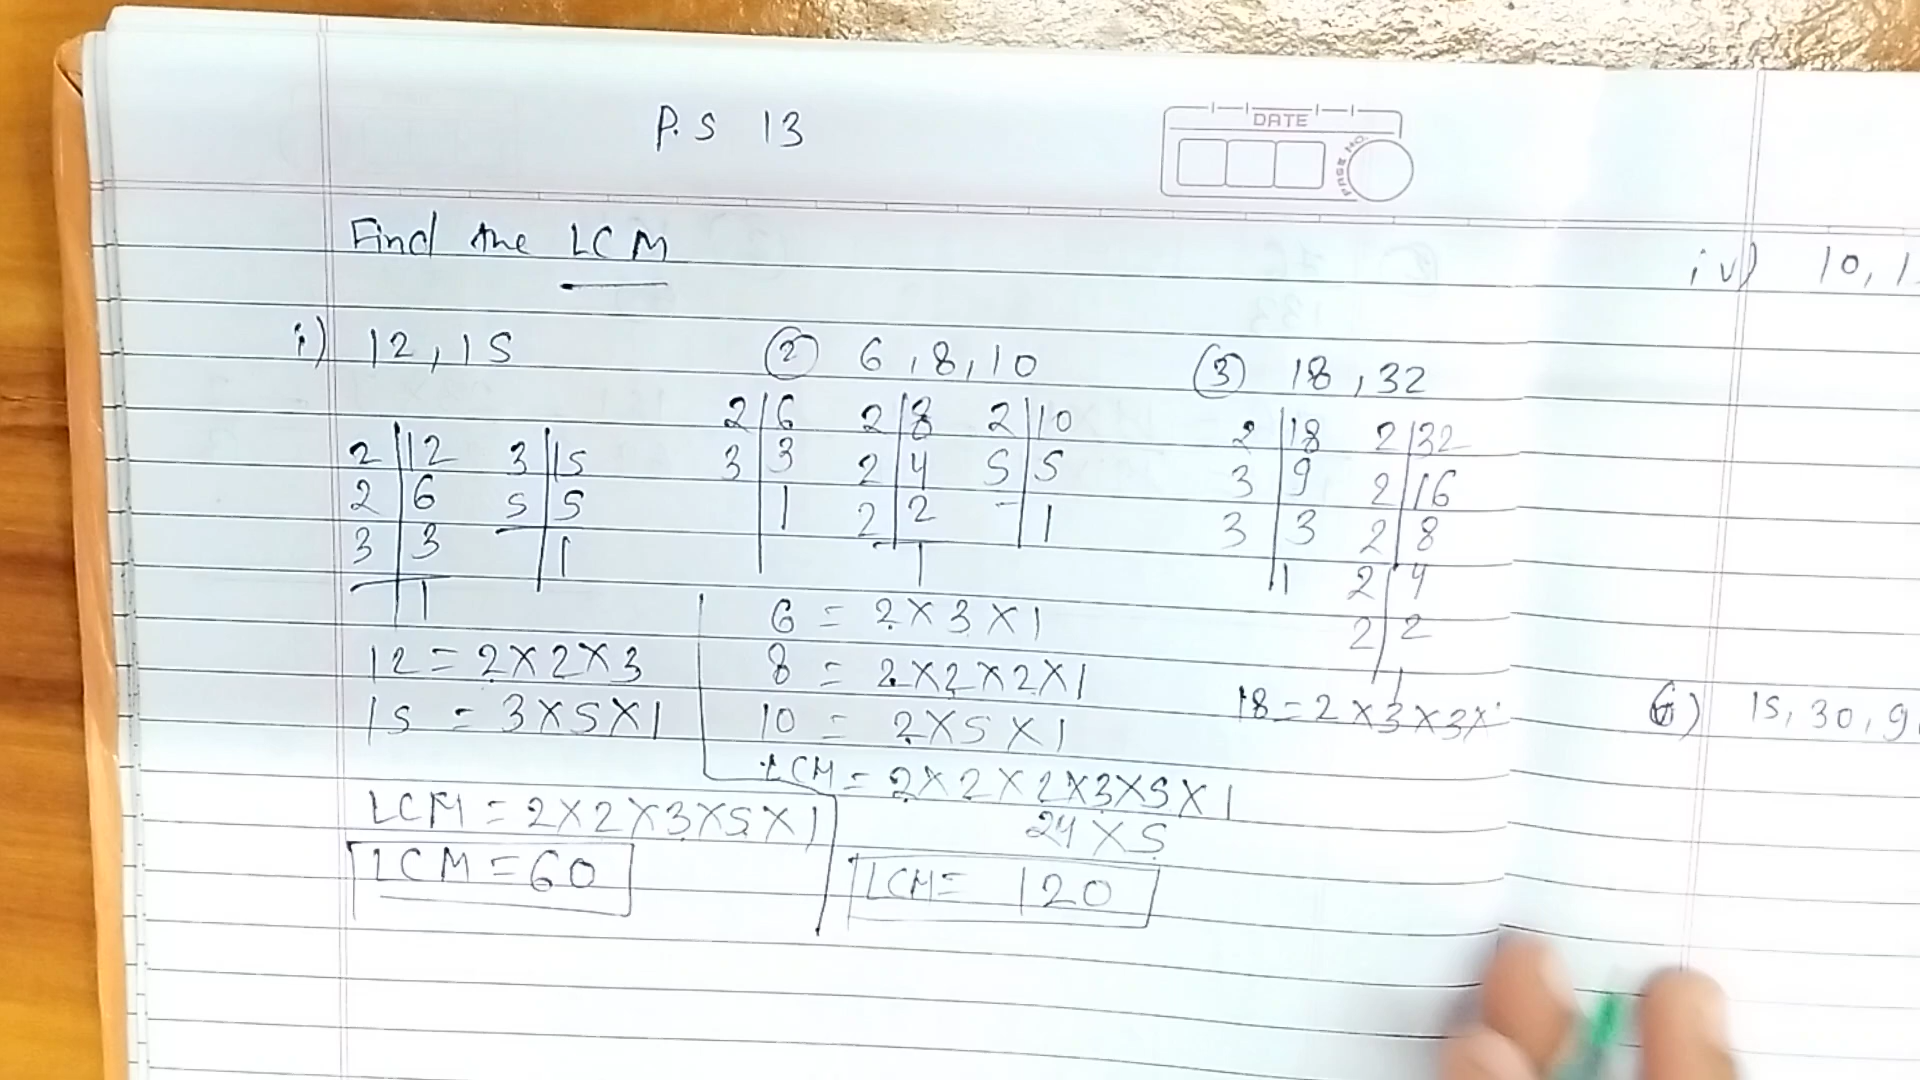 P.S 13
DATE
PAGE NO.
Find the LCM
i) 12, 15
2 | 12
2 | 6
3 | 3
1
3 | 15
5 | 5
1
12 = 2×2×3
15 = 3×5×1
LCM = 2×2×3×5×1
LCM = 60
(2) 6, 8, 10
2 | 6
3 | 3
1
2 | 8
2 | 4
2 | 2
1
2 | 10
5 | 5
1
6 = 2×3×1
8 = 2×2×2×1
10 = 2×5×1
LCM = 2×2×2×3×5×1
24×5
LCM = 120
(3) 18, 32
2 | 18
3 | 9
3 | 3
1
2 | 32
2 | 16
2 | 8
2 | 4
2 | 2
1
18 = 2×3×3×
iv) 10, 1
6) 15, 30, 9